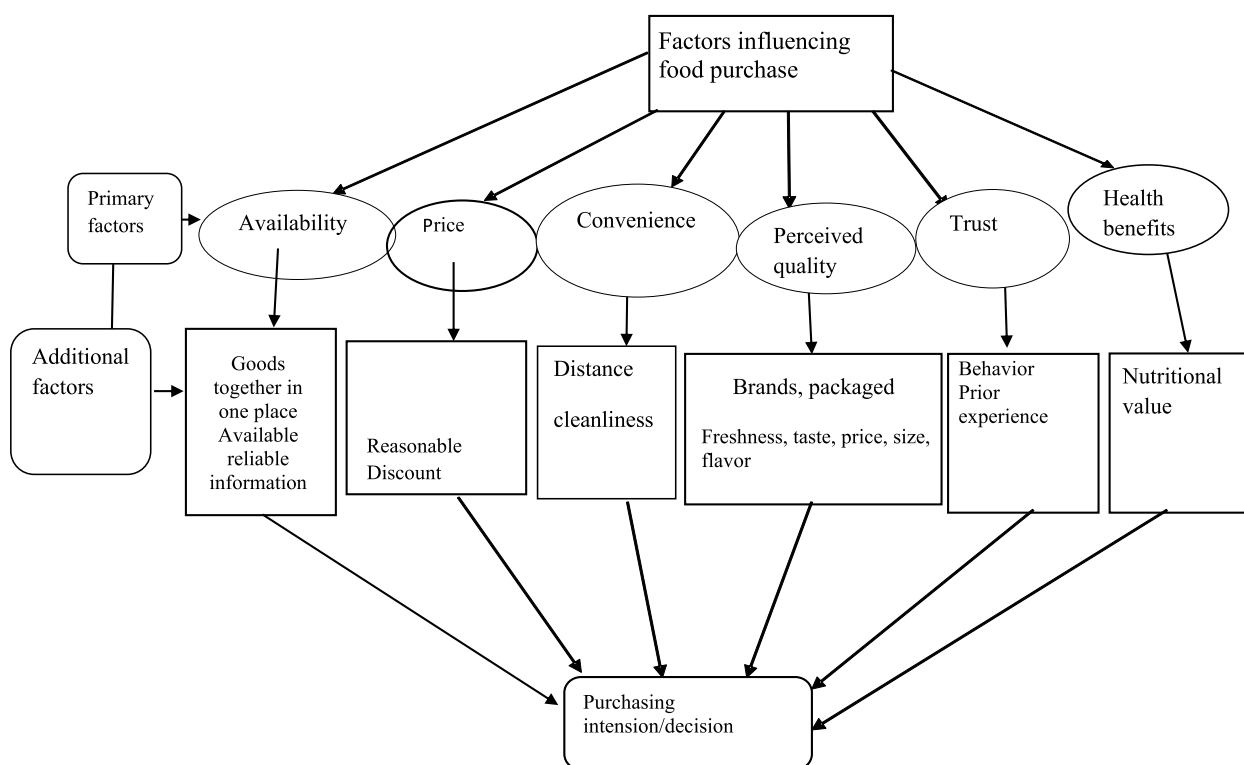 Factors influencing
food purchase
Primary
factors
Availability
Price
Convenience
Perceived
quality
Trust
Health
benefits
Additional
factors
Goods
together in
one place
Available
reliable
information
Reasonable
Discount
Distance
cleanliness
Brands, packaged
Freshness, taste, price, size,
flavor
Behavior
Prior
experience
Nutritional
value
Purchasing
intension/decision